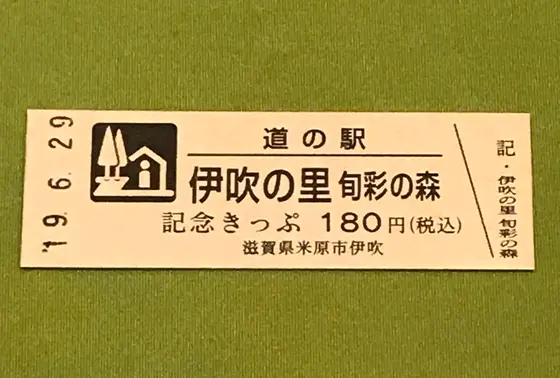 '19.6.29
道の駅
伊吹の里 旬彩の森
記念きっぷ 180円(税込)
滋賀県米原市伊吹
記・伊吹の里 旬彩の森